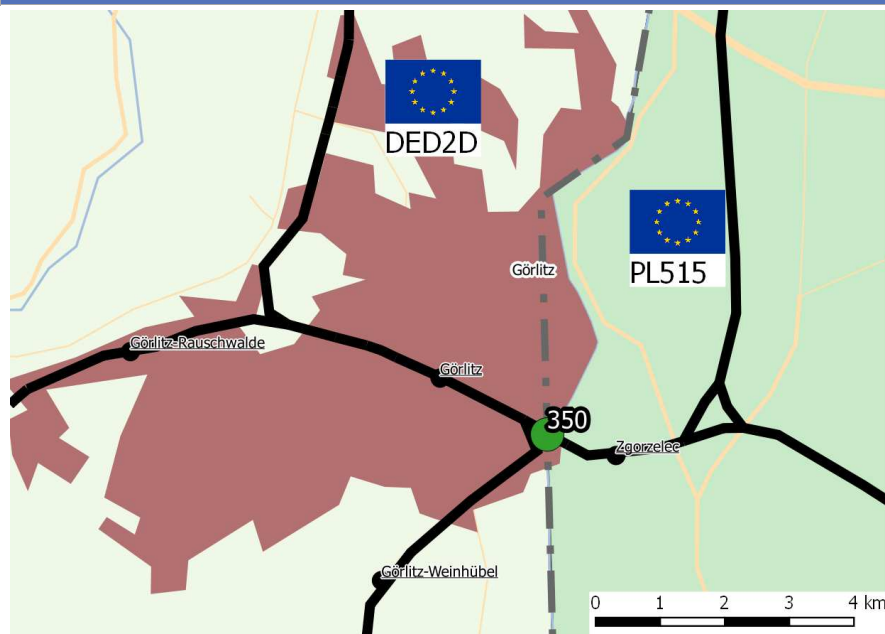 DED2D
PL515
Görlitz
Görlitz-Rauschwalde
Görlitz
350
Zgorzelec
Görlitz-Weinhübel
0 1 2 3 4 km